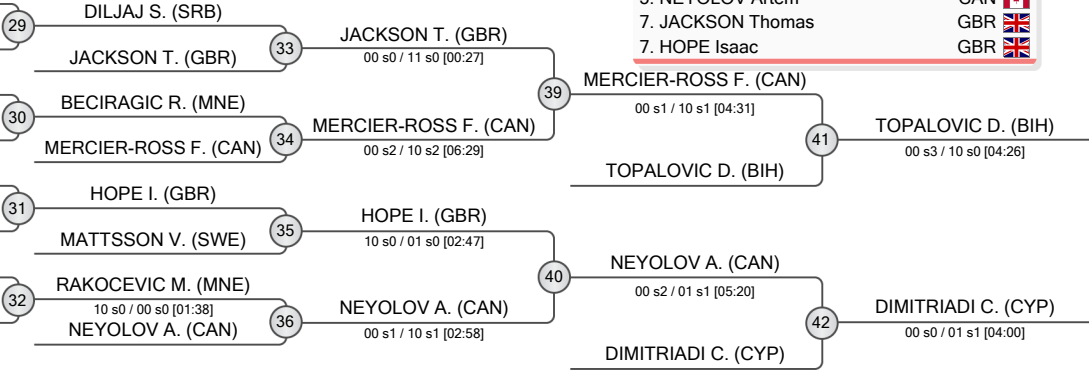 5. NEYOLOV Artem CAN
7. JACKSON Thomas GBR
7. HOPE Isaac GBR
29
DILJAJ S. (SRB)
JACKSON T. (GBR)
33
JACKSON T. (GBR)
00 s0 / 11 s0 [00:27]
30
BECIRAGIC R. (MNE)
MERCIER-ROSS F. (CAN)
34
MERCIER-ROSS F. (CAN)
00 s2 / 10 s2 [06:29]
39
MERCIER-ROSS F. (CAN)
00 s1 / 10 s1 [04:31]
TOPALOVIC D. (BIH)
41
TOPALOVIC D. (BIH)
00 s3 / 10 s0 [04:26]
31
HOPE I. (GBR)
MATTSSON V. (SWE)
35
HOPE I. (GBR)
10 s0 / 01 s0 [02:47]
32
RAKOCEVIC M. (MNE)
10 s0 / 00 s0 [01:38]
NEYOLOV A. (CAN)
36
NEYOLOV A. (CAN)
00 s1 / 10 s1 [02:58]
40
NEYOLOV A. (CAN)
00 s2 / 01 s1 [05:20]
DIMITRIADI C. (CYP)
42
DIMITRIADI C. (CYP)
00 s0 / 01 s1 [04:00]